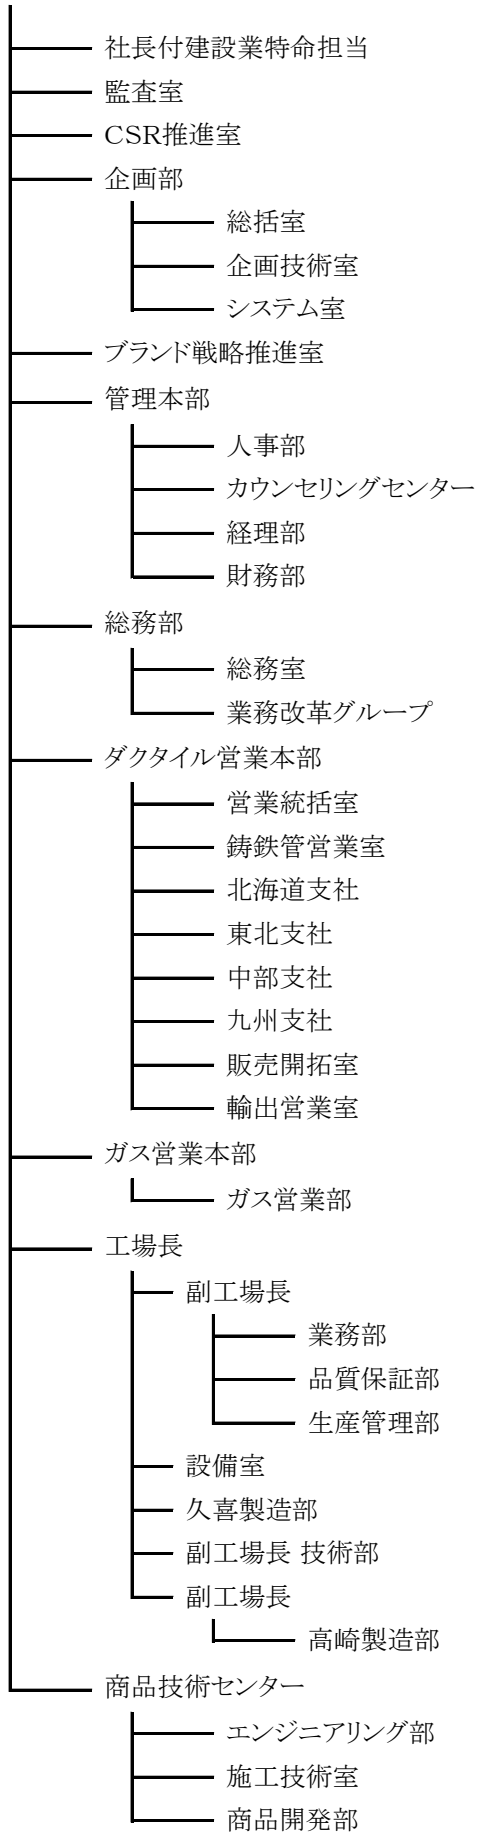 社長付建設業特命担当
監査室
CSR推進室
企画部
総括室
企画技術室
システム室
ブランド戦略推進室
管理本部
人事部
カウンセリングセンター
経理部
財務部
総務部
総務室
業務改革グループ
ダクタイル営業本部
営業統括室
鋳鉄管営業室
北海道支社
東北支社
中部支社
九州支社
販売開拓室
輸出営業室
ガス営業本部
ガス営業部
工場長
副工場長
業務部
品質保証部
生産管理部
設備室
久喜製造部
副工場長 技術部
副工場長
高崎製造部
商品技術センター
エンジニアリング部
施工技術室
商品開発部